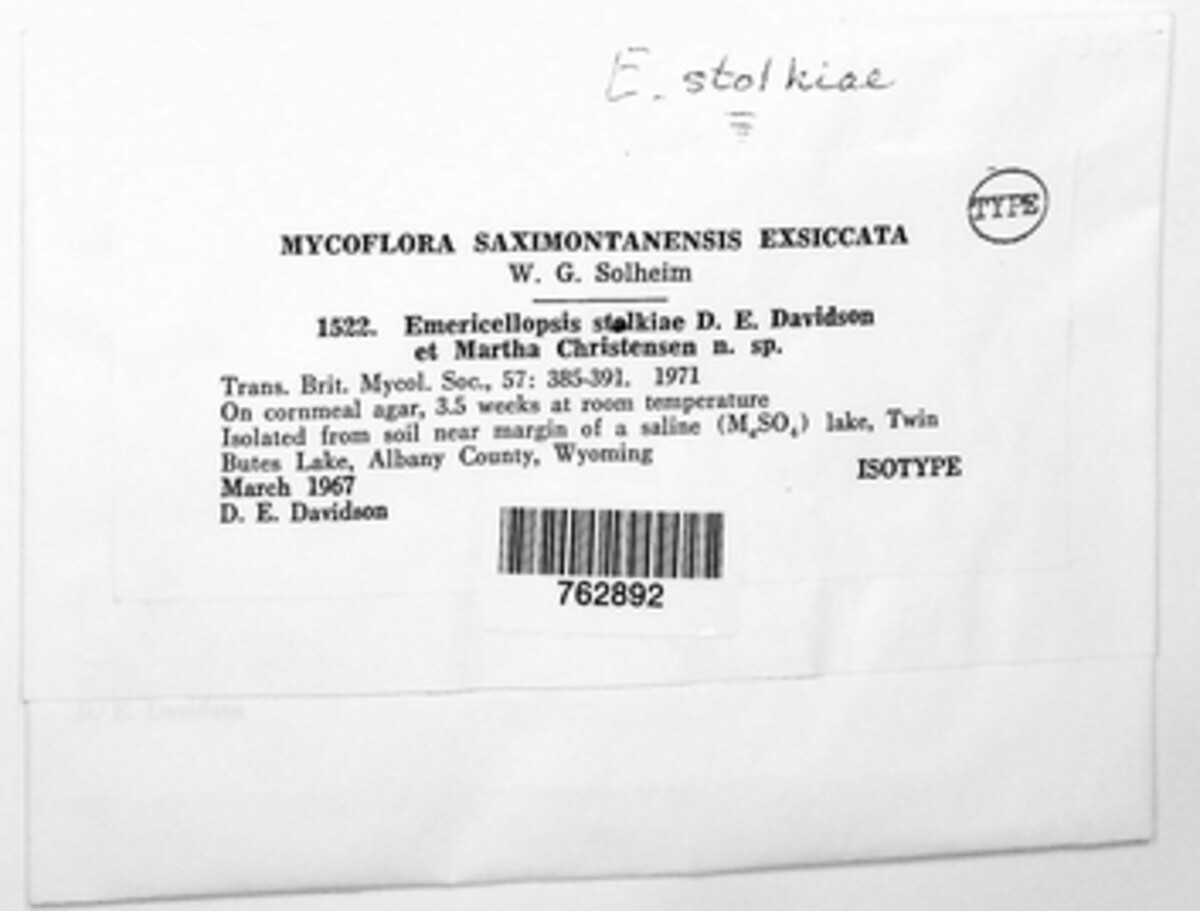 E. stolkiae
TYPE
MYCOFLORA SAXIMONTANENSIS EXSICCATA
W. G. Solheim
1522. Emericellopsis stolkiae D. E. Davidson
et Martha Christensen n. sp.
Trans. Brit. Mycol. Soc., 57: 385-391. 1971
On cornmeal agar, 3.5 weeks at room temperature
Isolated from soil near margin of a saline (MgSO₄) lake, Twin
Butes Lake, Albany County, Wyoming
ISOTYPE
March 1967
D. E. Davidson
762892
D. E. Davidson